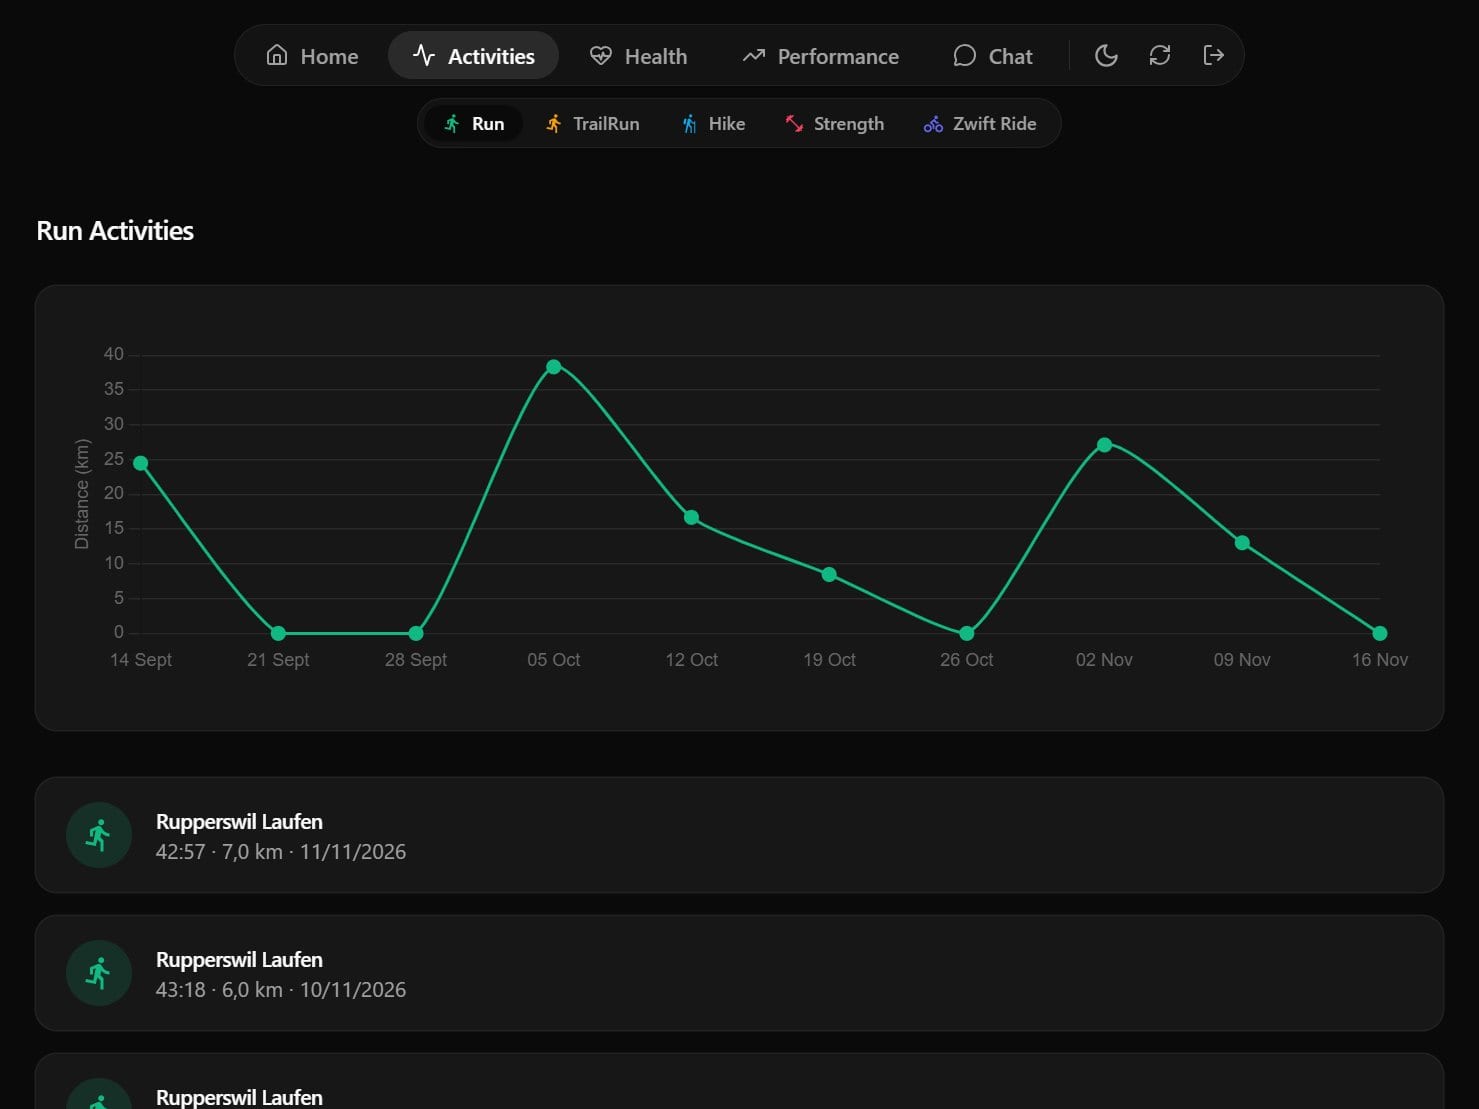 Home Activities Health Performance Chat
Run TrailRun Hike Strength Zwift Ride
Run Activities
Distance (km)
40
35
30
25
20
15
10
5
0
14 Sept 21 Sept 28 Sept 05 Oct 12 Oct 19 Oct 26 Oct 02 Nov 09 Nov 16 Nov
Rupperswil Laufen
42:57 · 7,0 km · 11/11/2026
Rupperswil Laufen
43:18 · 6,0 km · 10/11/2026
Rupperswil Laufen